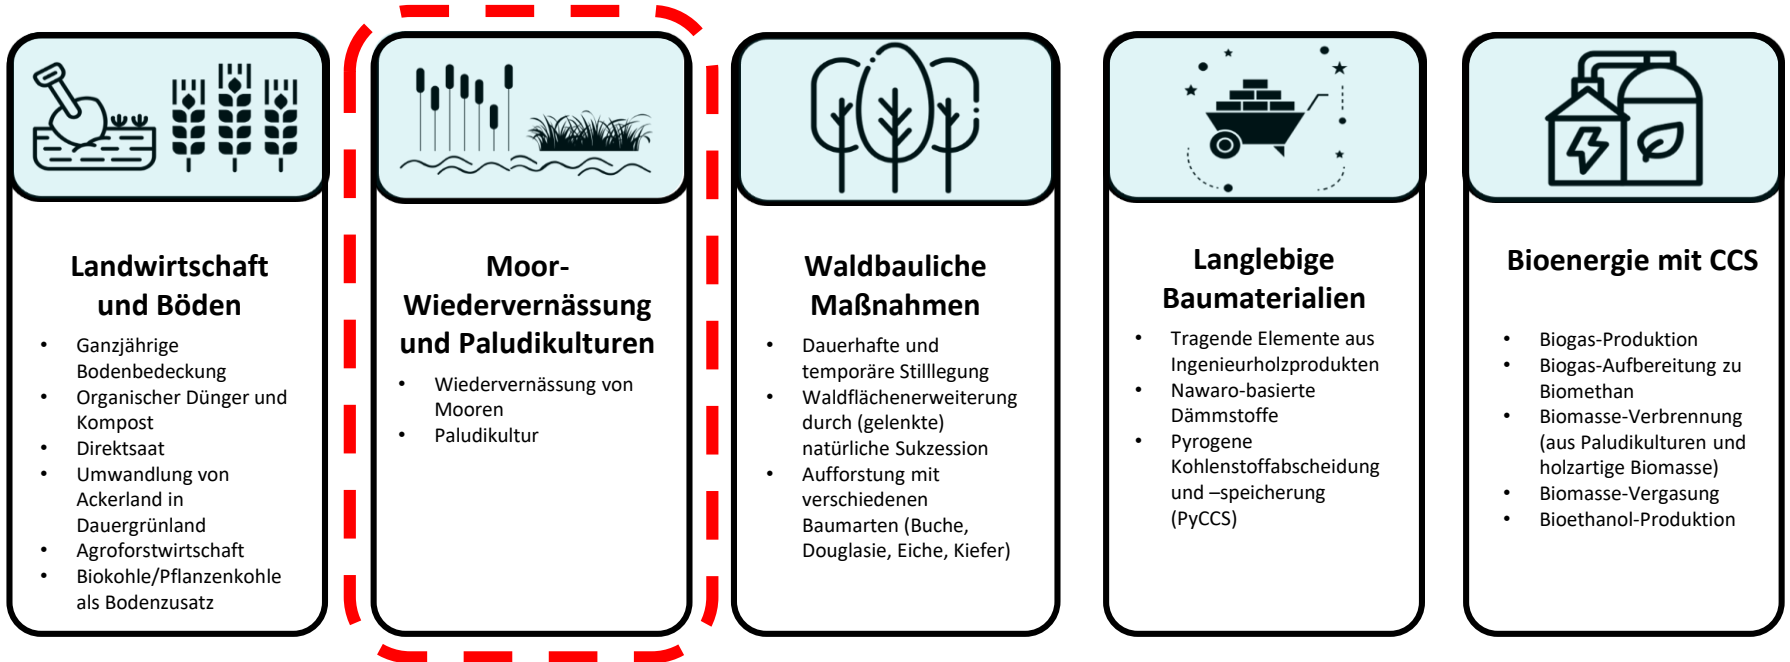 Landwirtschaft
und Böden
• Ganzjährige
Bodenbedeckung
• Organischer Dünger und
Kompost
• Direktsaat
• Umwandlung von
Ackerland in
Dauergrünland
• Agroforstwirtschaft
• Biokohle/Pflanzenkohle
als Bodenzusatz
Moor-
Wiedervernässung
und Paludikulturen
• Wiedervernässung von
Mooren
• Paludikultur
Waldbauliche
Maßnahmen
• Dauerhafte und
temporäre Stilllegung
• Waldflächenerweiterung
durch (gelenkte)
natürliche Sukzession
• Aufforstung mit
verschiedenen
Baumarten (Buche,
Douglasie, Eiche, Kiefer)
Langlebige
Baumaterialien
• Tragende Elemente aus
Ingenieurholzprodukten
• Nawaro-basierte
Dämmstoffe
• Pyrogene
Kohlenstoffabscheidung
und –speicherung
(PyCCS)
Bioenergie mit CCS
• Biogas-Produktion
• Biogas-Aufbereitung zu
Biomethan
• Biomasse-Verbrennung
(aus Paludikulturen und
holzartige Biomasse)
• Biomasse-Vergasung
• Bioethanol-Produktion